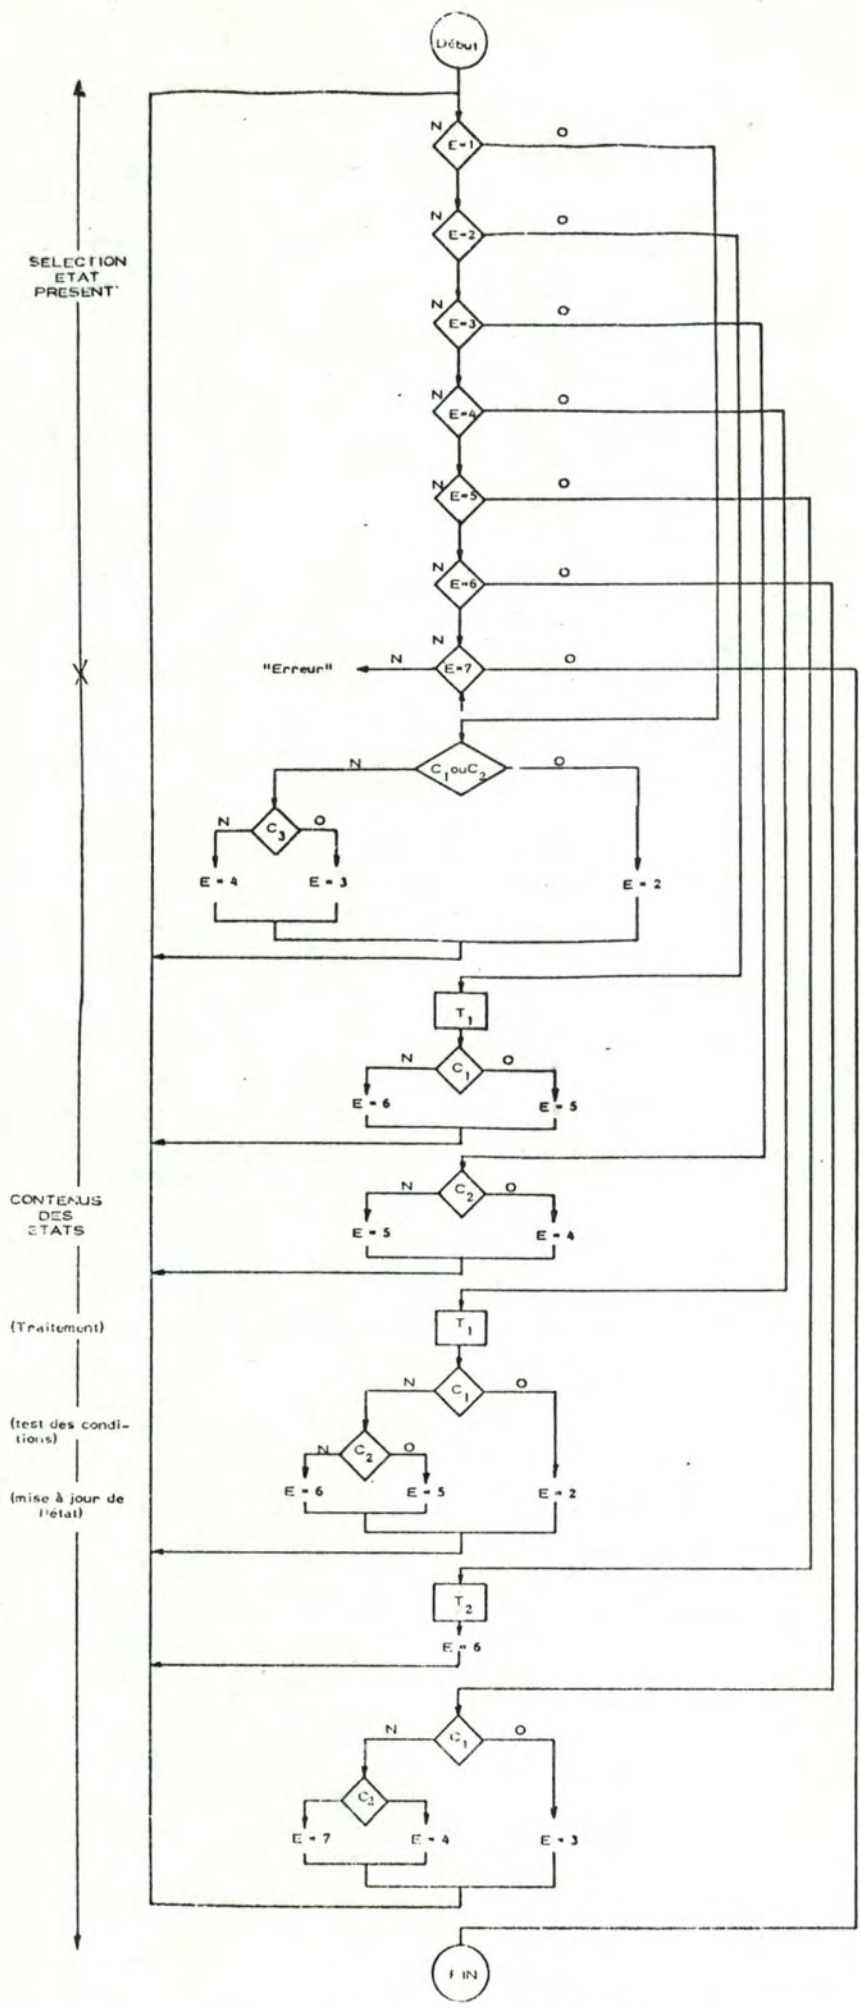 Début
N
E=1
O
N
E=2
O
SELECTION
ETAT
PRESENT
N
E=3
O
N
E=4
O
N
E=5
O
N
E=6
O
N
"Erreur"
N
E=7
O
N
C1 ou C2
O
N
C3
O
E = 4
E = 3
E = 2
T1
N
C1
O
E = 6
E = 5
CONTENUS
DES
ETATS
N
C2
O
E = 5
E = 4
(Traitement)
T1
N
C1
O
(test des condi-
tions)
N
C2
O
(mise à jour de
l'état)
E = 6
E = 5
E = 2
T2
E = 6
N
C1
O
E = 7
E = 4
E = 3
FIN